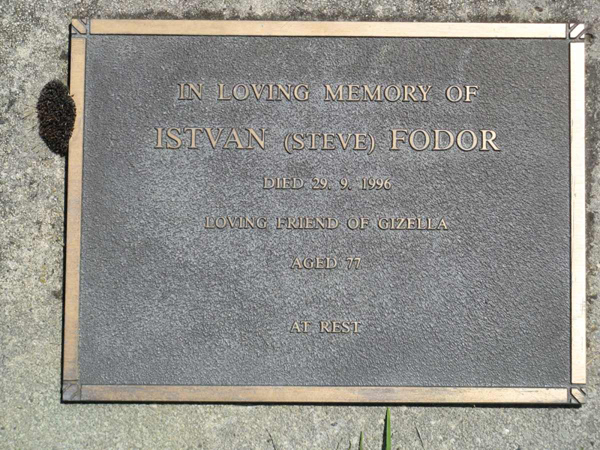 IN LOVING MEMORY OF
ISTVAN (STEVE) FODOR
DIED 29. 9. 1996
LOVING FRIEND OF GIZELLA
AGED 77
AT REST